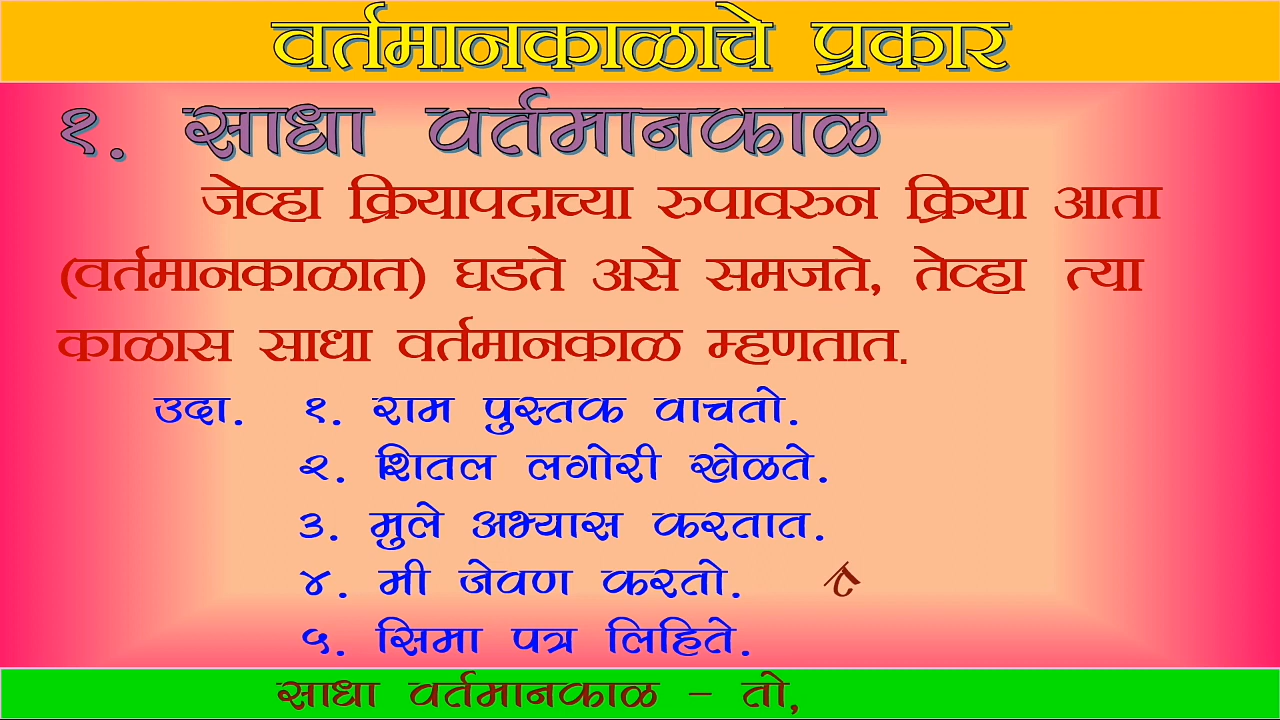 वर्तमानकाळाचे प्रकार
१. साधा वर्तमानकाळ
जेव्हा क्रियापदाच्या रुपावरुन क्रिया आता
(वर्तमानकाळात) घडते असे समजते, तेव्हा त्या
काळास साधा वर्तमानकाळ म्हणतात.
उदा. १. राम पुस्तक वाचतो.
२. शितल लगोरी खेळते.
३. मुले अभ्यास करतात.
४. मी जेवण करतो. त
५. सिमा पत्र लिहिते.
साधा वर्तमानकाळ – तो,